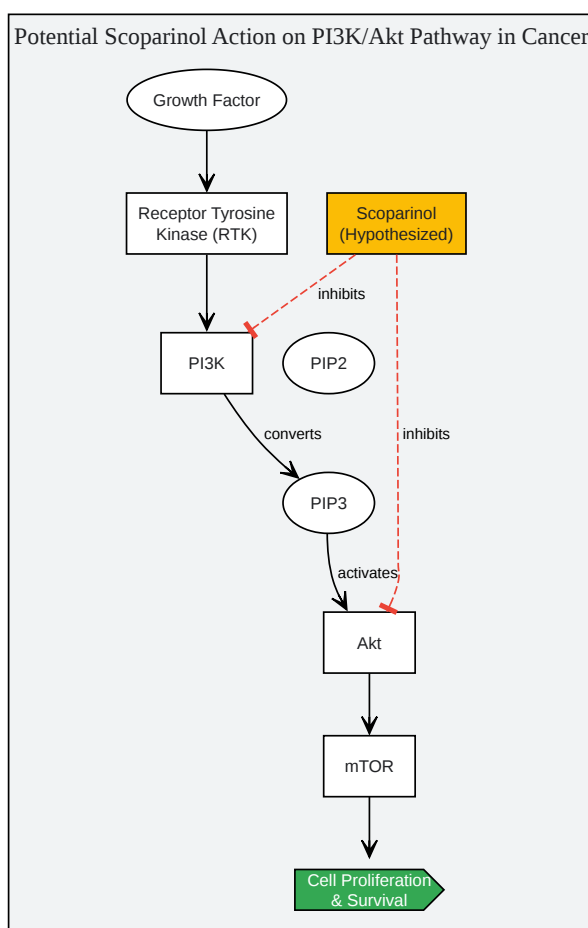 Potential Scoparinol Action on PI3K/Akt Pathway in Cancer
Growth Factor
Receptor Tyrosine
Kinase (RTK)
Scoparinol
(Hypothesized)
inhibits
PI3K
PIP2
converts
inhibits
PIP3
activates
Akt
mTOR
Cell Proliferation
& Survival